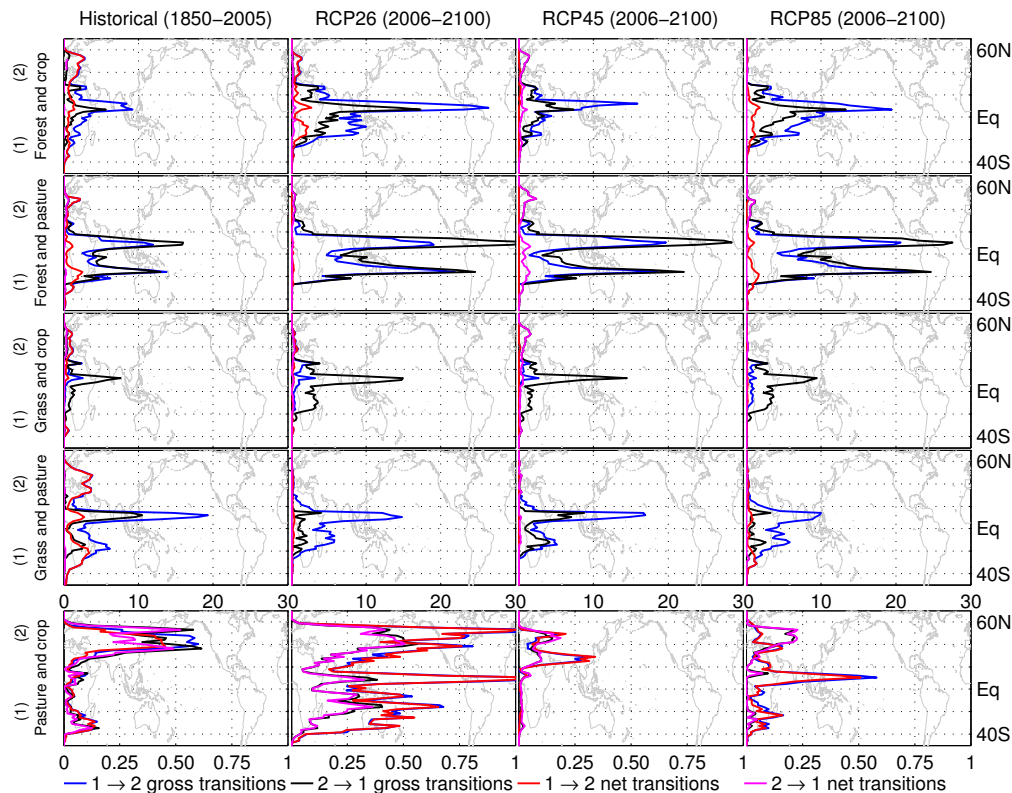 Historical (1850−2005) RCP26 (2006−2100) RCP45 (2006−2100) RCP85 (2006−2100)
(1) Forest and crop (2)
60N
Eq
40S
(1) Forest and pasture (2)
60N
Eq
40S
(1) Grass and crop (2)
60N
Eq
40S
(1) Grass and pasture (2)
60N
Eq
40S
0 10 20 30 10 20 30 10 20 30 10 20 30
(1) Pasture and crop (2)
60N
Eq
40S
0 0.25 0.5 0.75 1 0.25 0.5 0.75 1 0.25 0.5 0.75 1 0.25 0.5 0.75 1
1 → 2 gross transitions 2 → 1 gross transitions 1 → 2 net transitions 2 → 1 net transitions